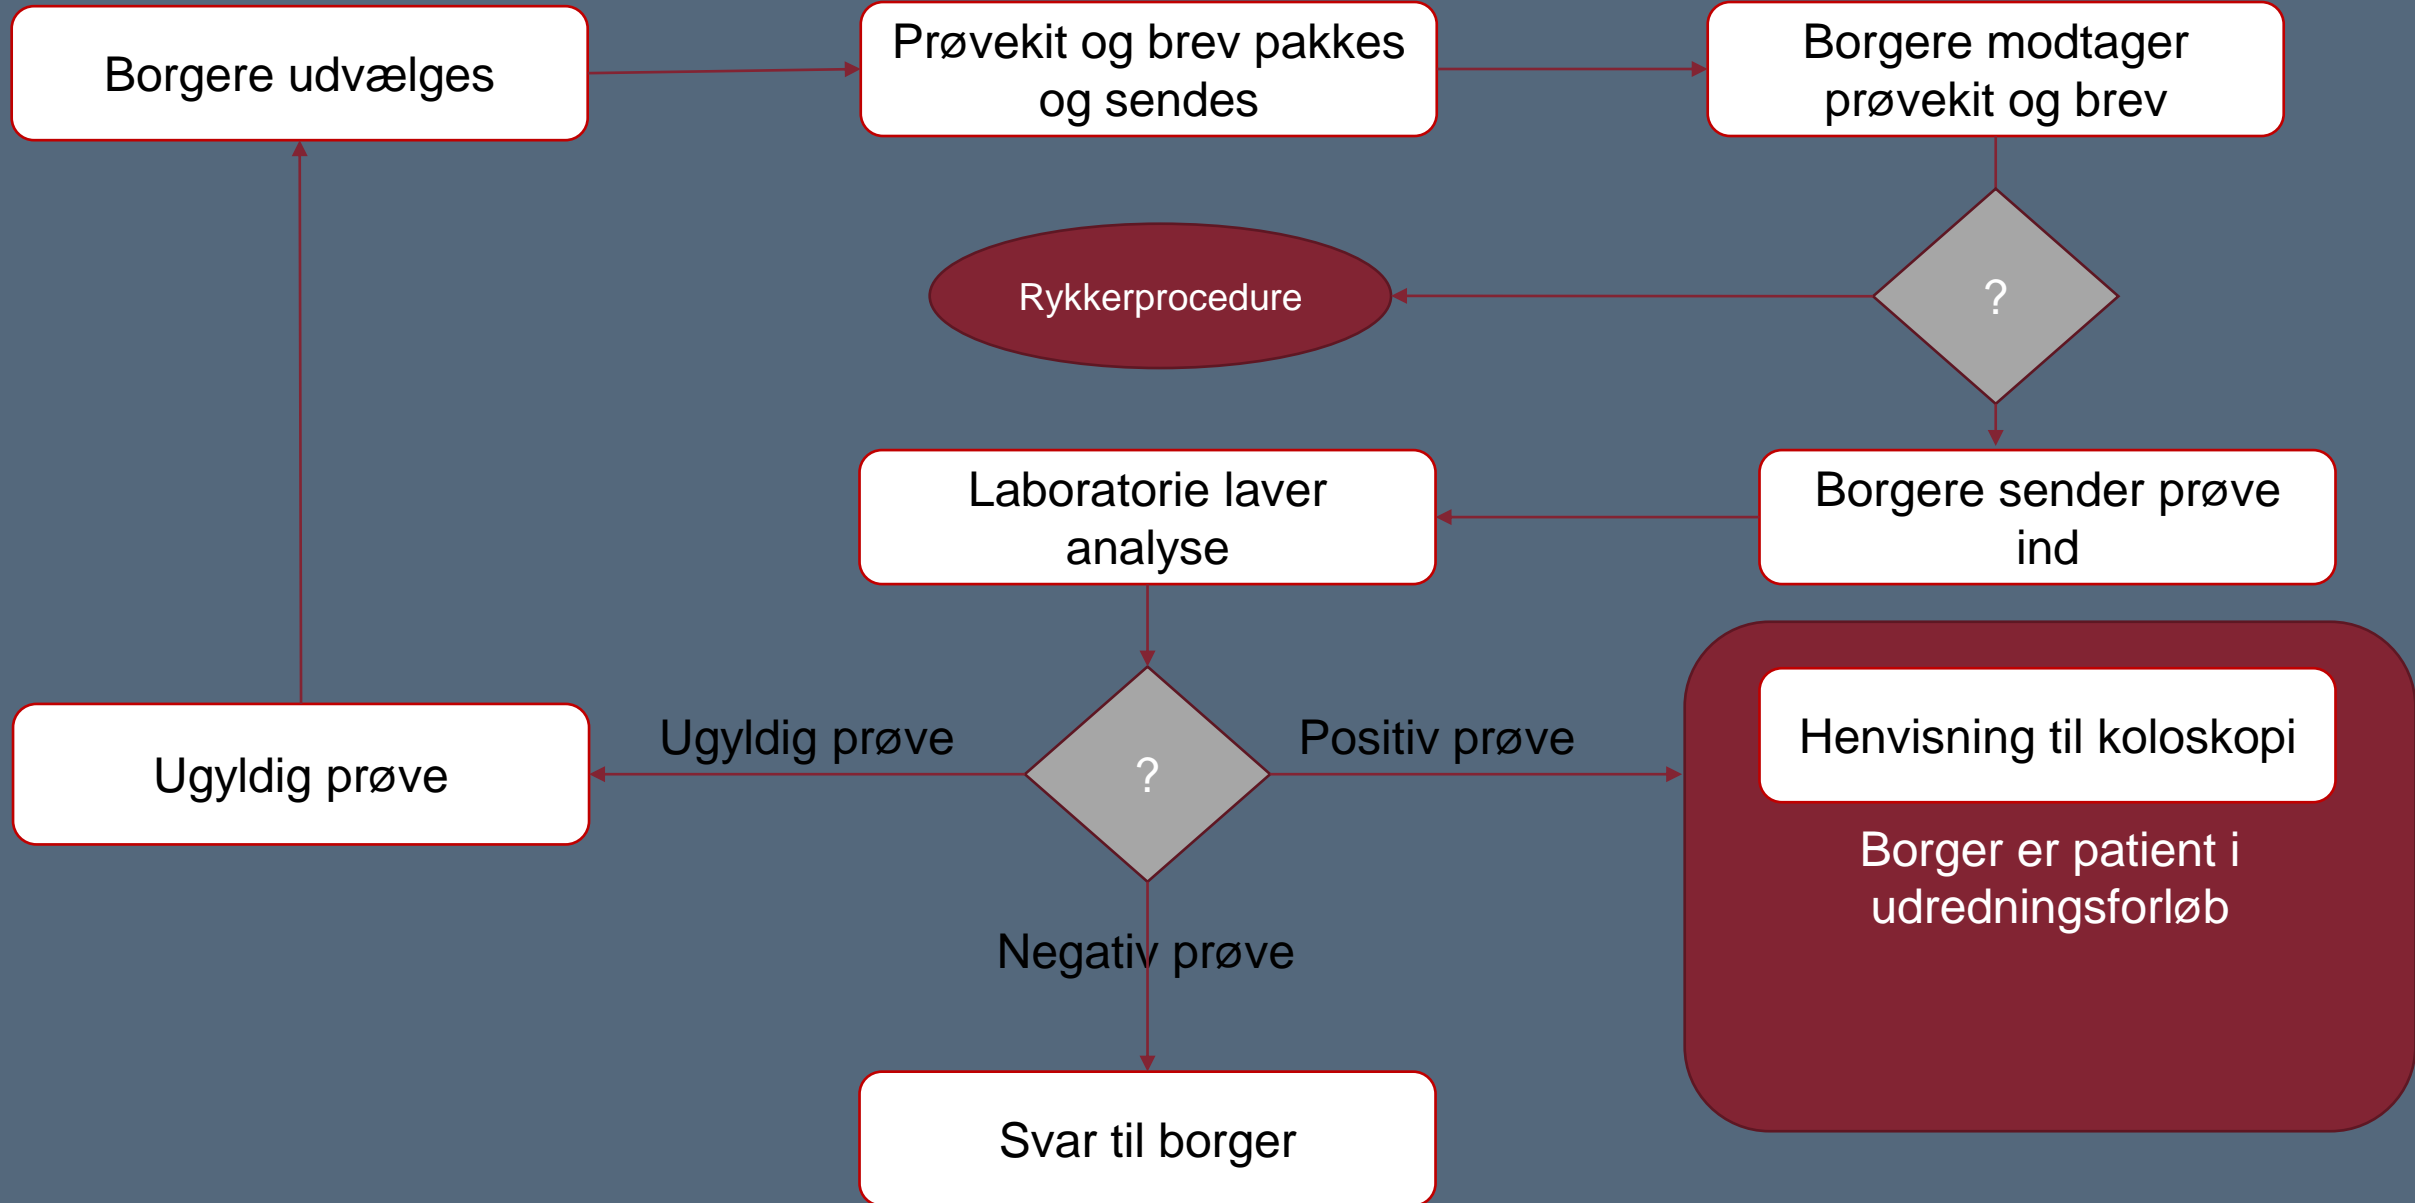 Borgere udvælges
Prøvekit og brev pakkes
og sendes
Borgere modtager
prøvekit og brev
Rykkerprocedure
?
Laboratorie laver
analyse
Borgere sender prøve
ind
Ugyldig prøve
Ugyldig prøve
?
Positiv prøve
Henvisning til koloskopi
Borger er patient i
udredningsforløb
Negativ prøve
Svar til borger